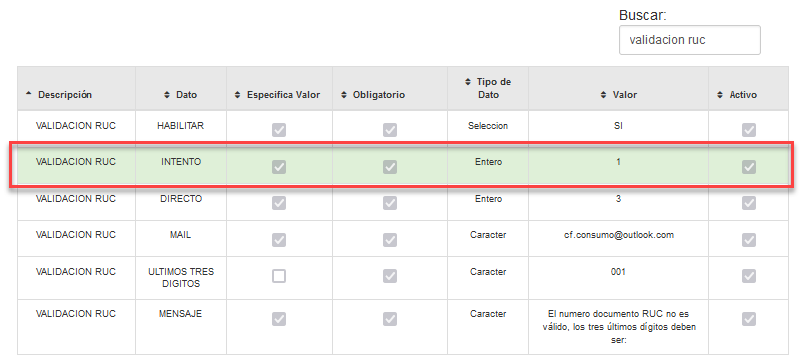 Buscar:
validacion ruc
Descripción Dato Especifica Valor Obligatorio Tipo de Dato Valor Activo
VALIDACION RUC HABILITAR Seleccion SI
VALIDACION RUC INTENTO Entero 1
VALIDACION RUC DIRECTO Entero 3
VALIDACION RUC MAIL Caracter cf.consumo@outlook.com
VALIDACION RUC ULTIMOS TRES DIGITOS Caracter 001
VALIDACION RUC MENSAJE Caracter El numero documento RUC no es
válido, los tres últimos dígitos deben
ser: